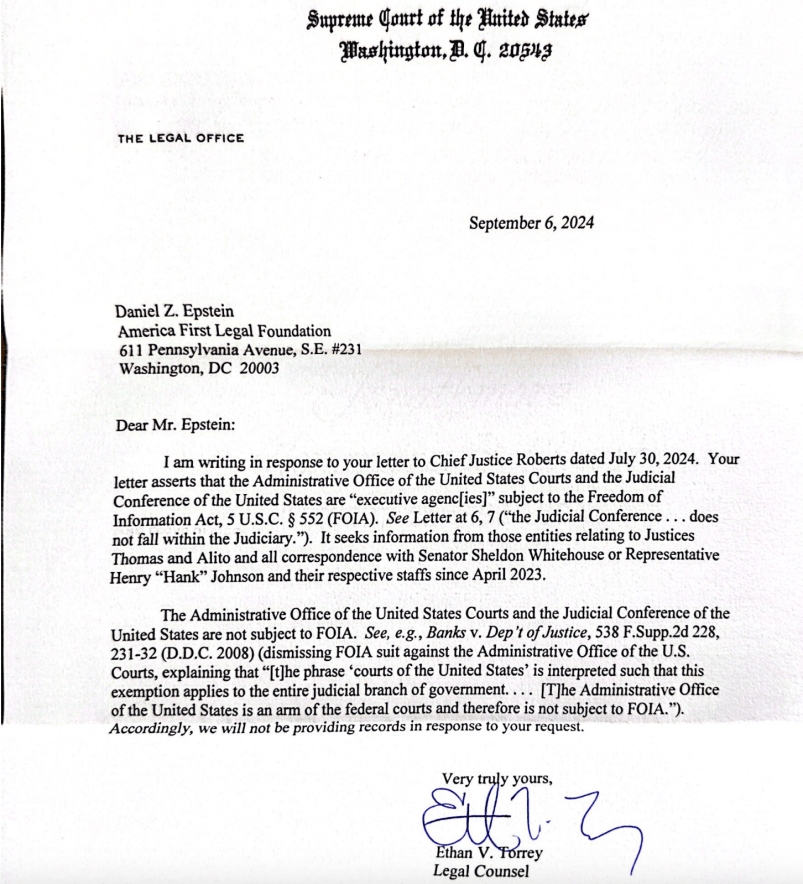 Supreme Court of the United States
Washington, D. C. 20543
THE LEGAL OFFICE
September 6, 2024
Daniel Z. Epstein
America First Legal Foundation
611 Pennsylvania Avenue, S.E. #231
Washington, DC 20003
Dear Mr. Epstein:
I am writing in response to your letter to Chief Justice Roberts dated July 30, 2024. Your
letter asserts that the Administrative Office of the United States Courts and the Judicial
Conference of the United States are “executive agenc[ies]” subject to the Freedom of
Information Act, 5 U.S.C. § 552 (FOIA). See Letter at 6, 7 (“the Judicial Conference . . . does
not fall within the Judiciary.”). It seeks information from those entities relating to Justices
Thomas and Alito and all correspondence with Senator Sheldon Whitehouse or Representative
Henry “Hank” Johnson and their respective staffs since April 2023.
The Administrative Office of the United States Courts and the Judicial Conference of the
United States are not subject to FOIA. See, e.g., Banks v. Dep’t of Justice, 538 F.Supp.2d 228,
231-32 (D.D.C. 2008) (dismissing FOIA suit against the Administrative Office of the U.S.
Courts, explaining that “[t]he phrase ‘courts of the United States’ is interpreted such that this
exemption applies to the entire judicial branch of government. . . . [T]he Administrative Office
of the United States is an arm of the federal courts and therefore is not subject to FOIA.”).
Accordingly, we will not be providing records in response to your request.
Very truly yours,
Ethan V. Torrey
Legal Counsel